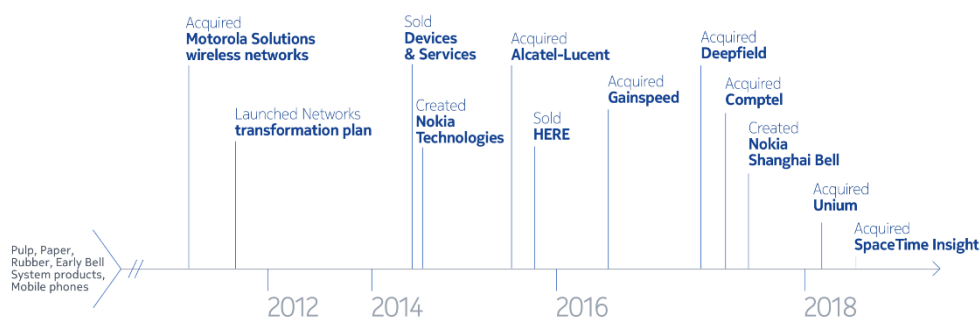 Acquired
Motorola Solutions
wireless networks
Launched Networks
transformation plan
Sold
Devices
& Services
Created
Nokia
Technologies
Acquired
Alcatel-Lucent
Sold
HERE
Acquired
Gainspeed
Acquired
Deepfield
Acquired
Comptel
Created
Nokia
Shanghai Bell
Acquired
Unium
Acquired
SpaceTime Insight
Pulp, Paper,
Rubber, Early Bell
System products,
Mobile phones
2012
2014
2016
2018